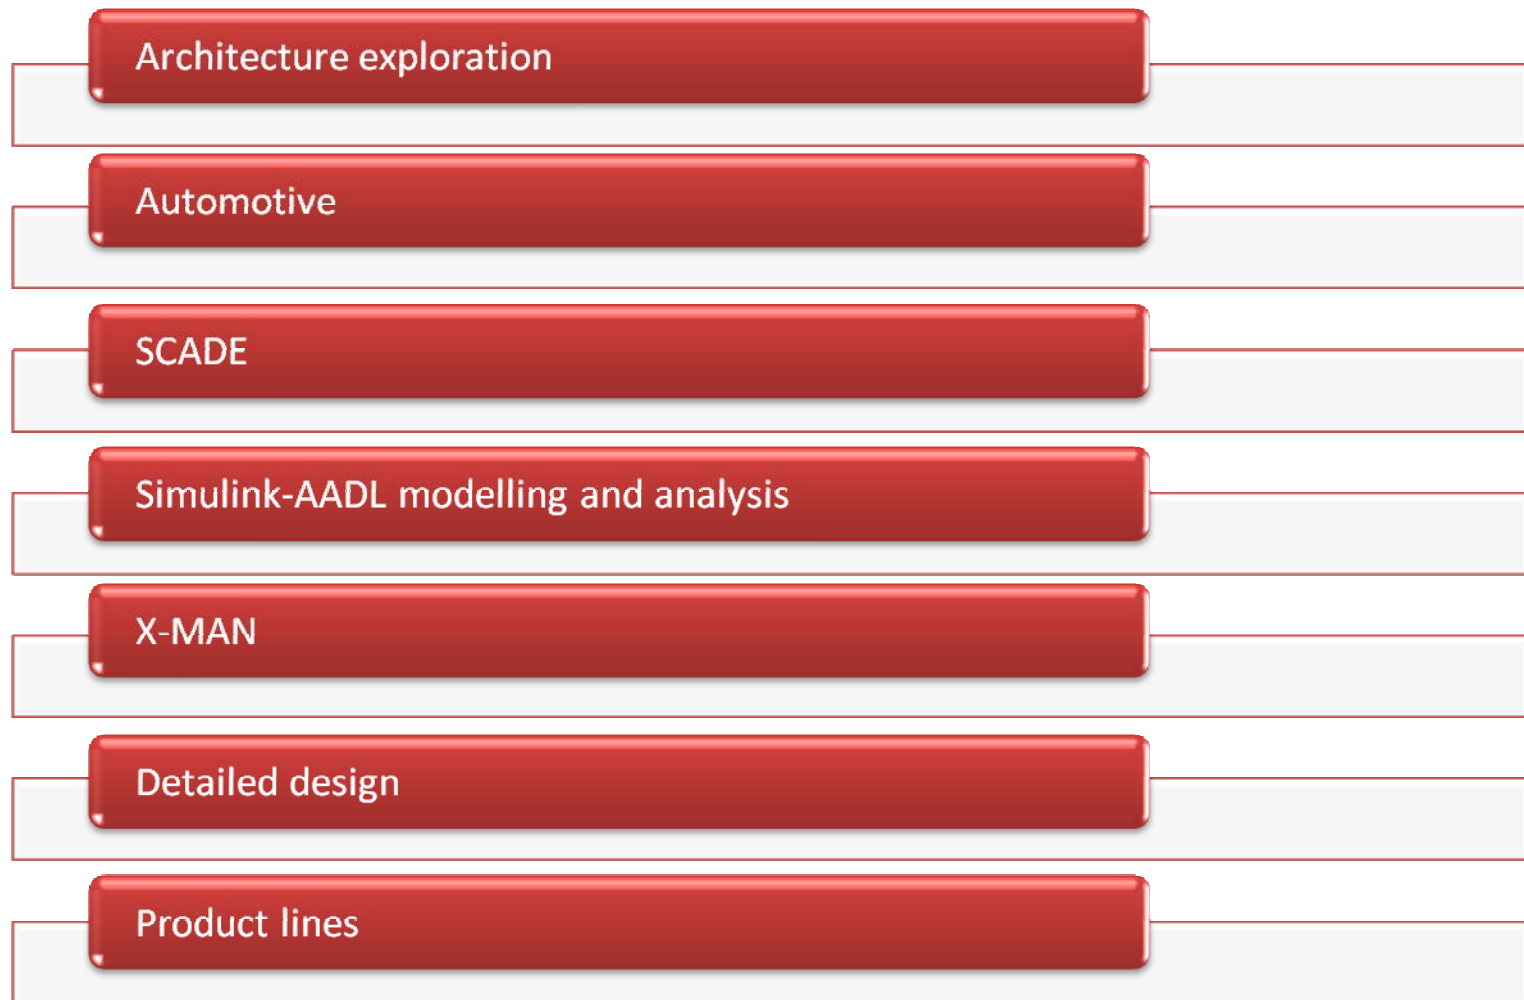 Architecture exploration
Automotive
SCADE
Simulink-AADL modelling and analysis
X-MAN
Detailed design
Product lines